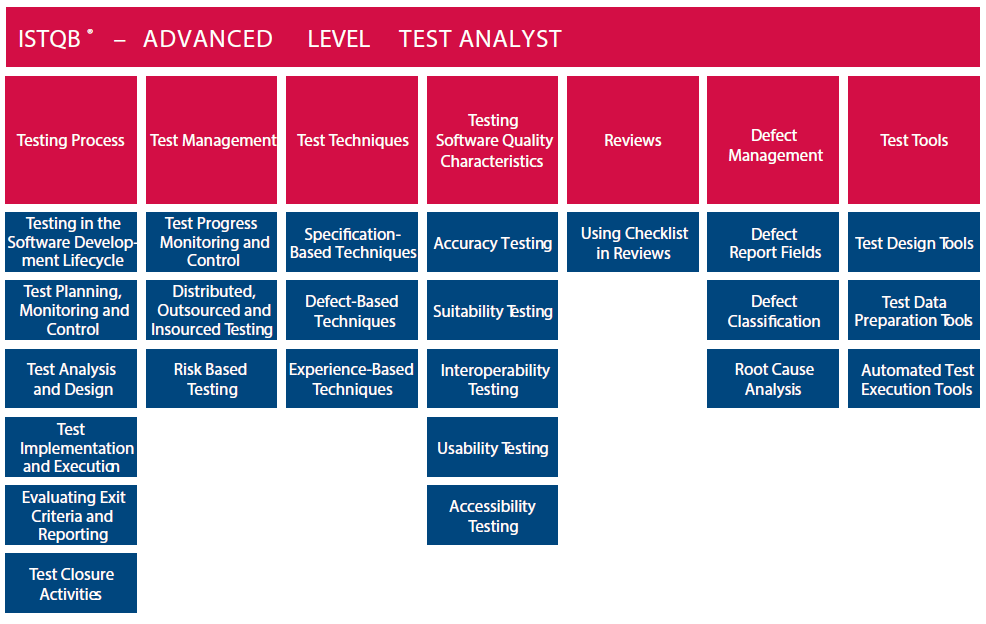 ISTQB® – ADVANCED LEVEL TEST ANALYST
Testing Process
Test Management
Test Techniques
Testing
Software Quality
Characteristics
Reviews
Defect
Management
Test Tools
Testing in the
Software Develop-
ment Lifecycle
Test Planning,
Monitoring and
Control
Test Analysis
and Design
Test
Implementation
and Execution
Evaluating Exit
Criteria and
Reporting
Test Closure
Activities
Test Progress
Monitoring and
Control
Distributed,
Outsourced and
Insourced Testing
Risk Based
Testing
Specification-
Based Techniques
Defect-Based
Techniques
Experience-Based
Techniques
Accuracy Testing
Suitability Testing
Interoperability
Testing
Usability Testing
Accessibility
Testing
Using Checklist
in Reviews
Defect
Report Fields
Defect
Classification
Root Cause
Analysis
Test Design Tools
Test Data
Preparation Tools
Automated Test
Execution Tools